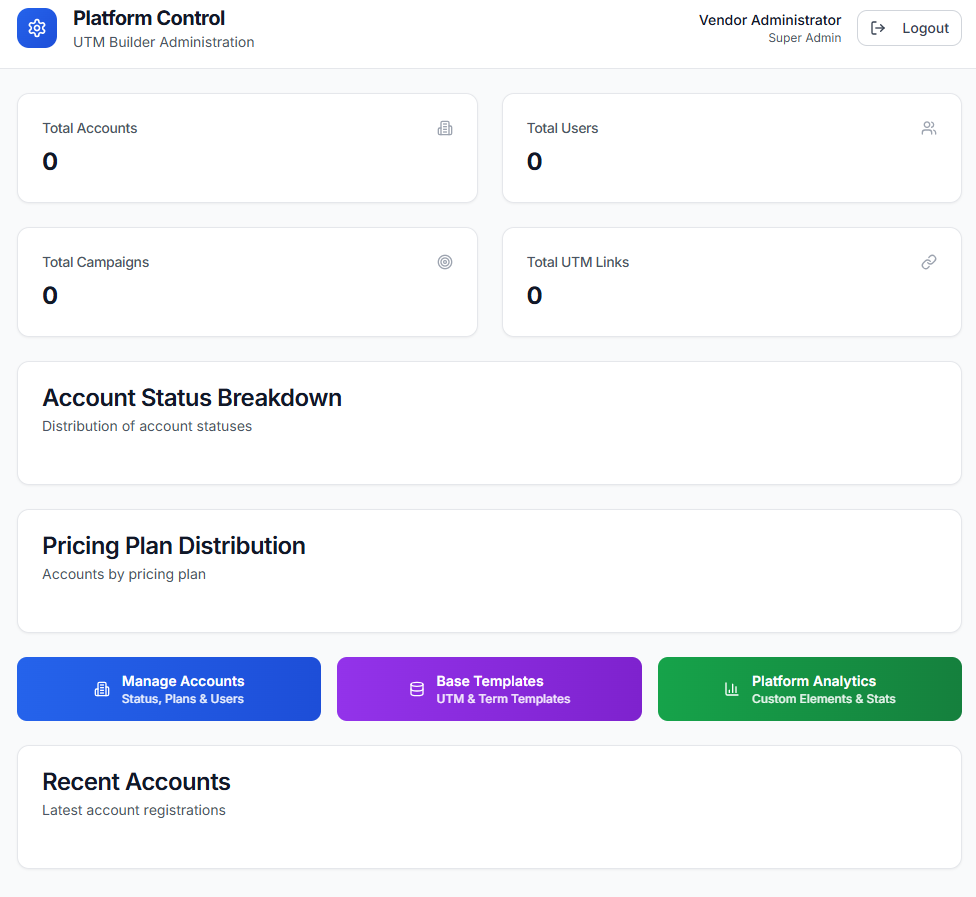 Platform Control
UTM Builder Administration
Vendor Administrator
Super Admin
Logout
Total Accounts
0
Total Users
0
Total Campaigns
0
Total UTM Links
0
Account Status Breakdown
Distribution of account statuses
Pricing Plan Distribution
Accounts by pricing plan
Manage Accounts
Status, Plans & Users
Base Templates
UTM & Term Templates
Platform Analytics
Custom Elements & Stats
Recent Accounts
Latest account registrations